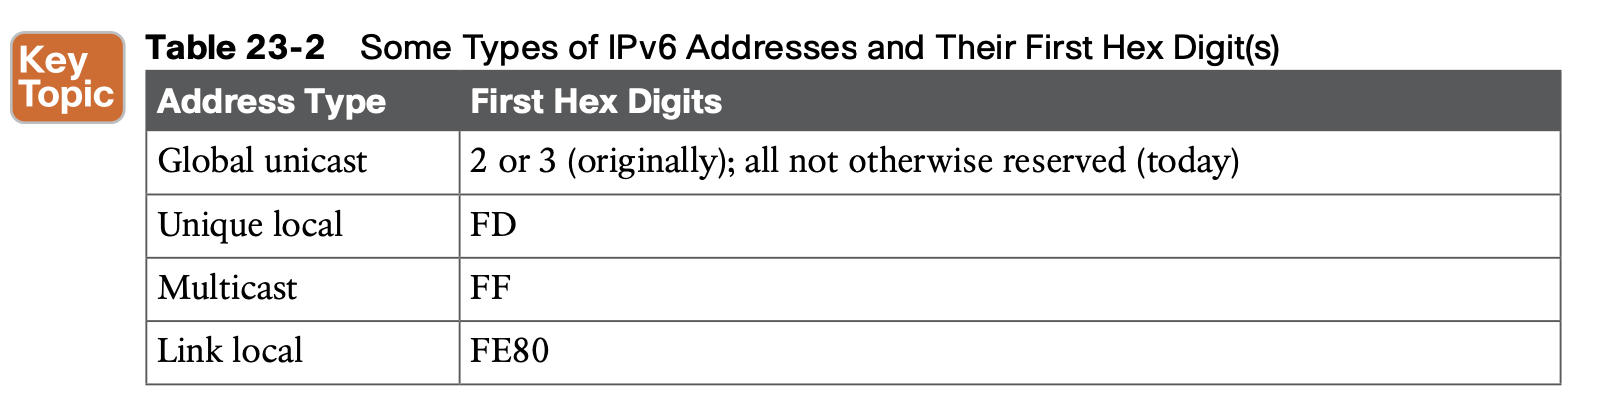 Key
Topic
Table 23-2 Some Types of IPv6 Addresses and Their First Hex Digit(s)
Address Type First Hex Digits
Global unicast 2 or 3 (originally); all not otherwise reserved (today)
Unique local FD
Multicast FF
Link local FE80